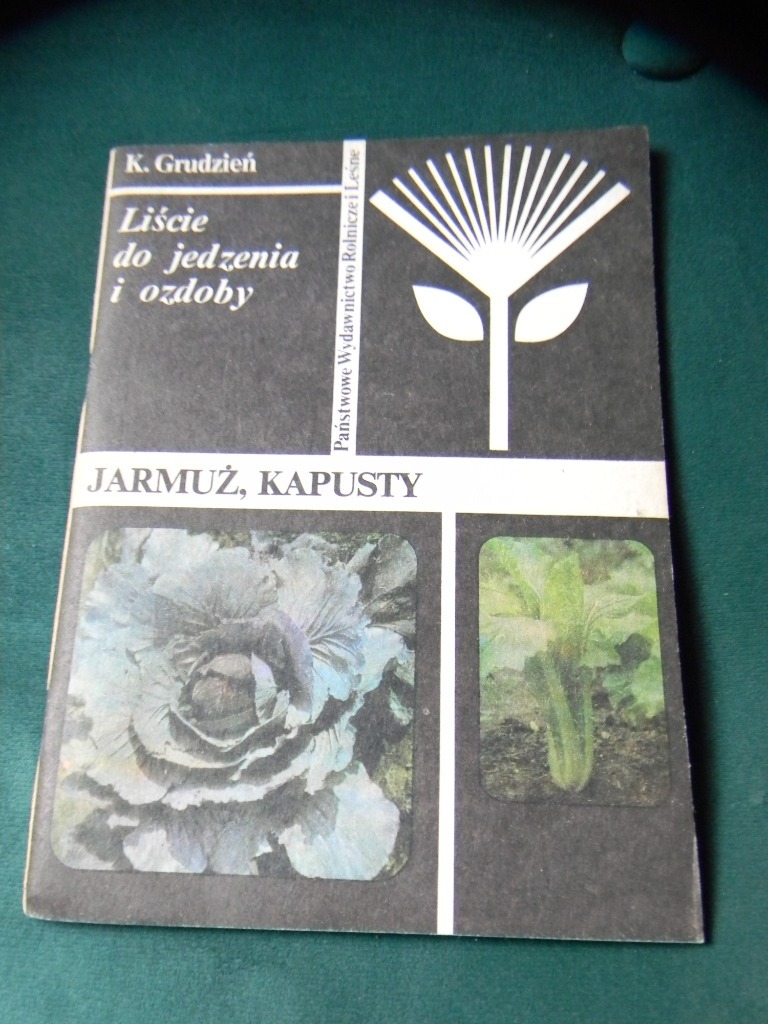 K. Grudzień
Liście
do jedzenia
i ozdoby
Państwowe Wydawnictwo Rolnicze i Leśne
JARMUŻ, KAPUSTY